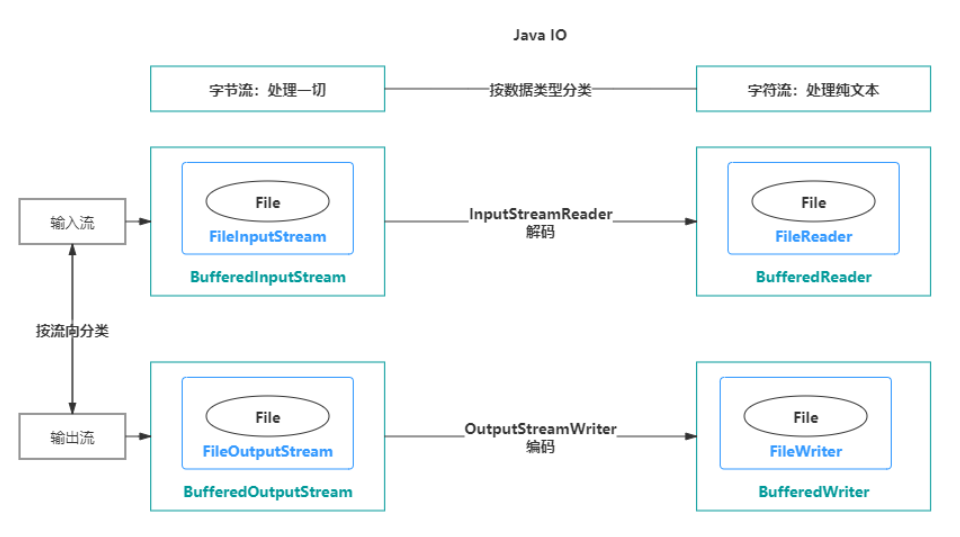 Java IO
字节流：处理一切
按数据类型分类
字符流：处理纯文本
输入流
File
FileInputStream
BufferedInputStream
InputStreamReader
解码
File
FileReader
BufferedReader
按流向分类
输出流
File
FileOutputStream
BufferedOutputStream
OutputStreamWriter
编码
File
FileWriter
BufferedWriter